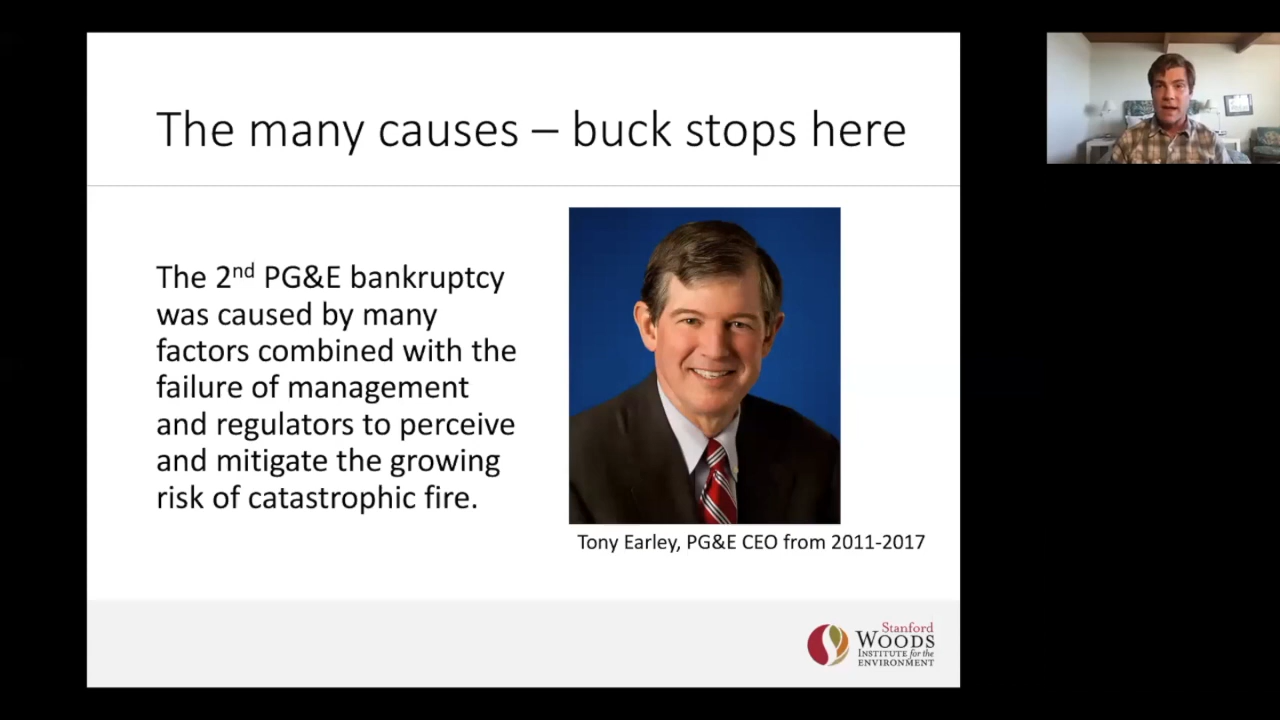 The many causes – buck stops here
The 2nd PG&E bankruptcy
was caused by many
factors combined with the
failure of management
and regulators to perceive
and mitigate the growing
risk of catastrophic fire.
Tony Earley, PG&E CEO from 2011-2017
Stanford
WOODS
INSTITUTE for the
ENVIRONMENT